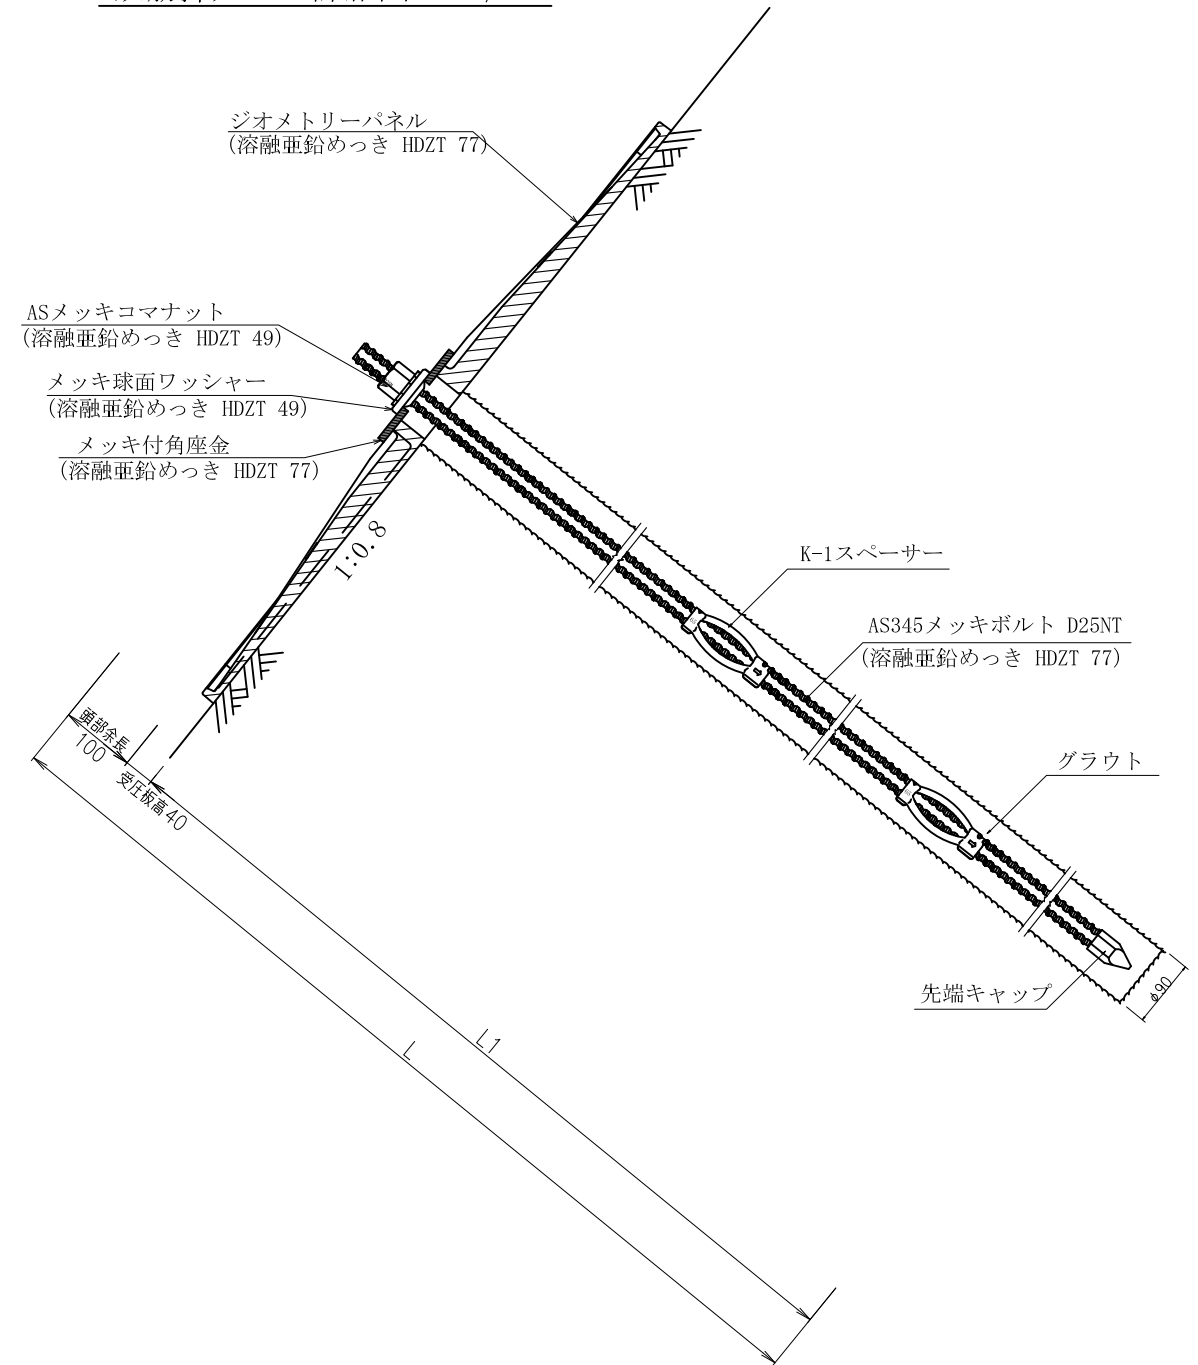 ジオメトリーパネル
(溶融亜鉛めっき HDZT 77)
ASメッキコマナット
(溶融亜鉛めっき HDZT 49)
メッキ球面ワッシャー
(溶融亜鉛めっき HDZT 49)
メッキ付角座金
(溶融亜鉛めっき HDZT 77)
1:0.8
K-1スペーサー
AS345メッキボルト D25NT
(溶融亜鉛めっき HDZT 77)
頭部余長
100
受圧板高40
グラウト
先端キャップ
φ90
L1
L